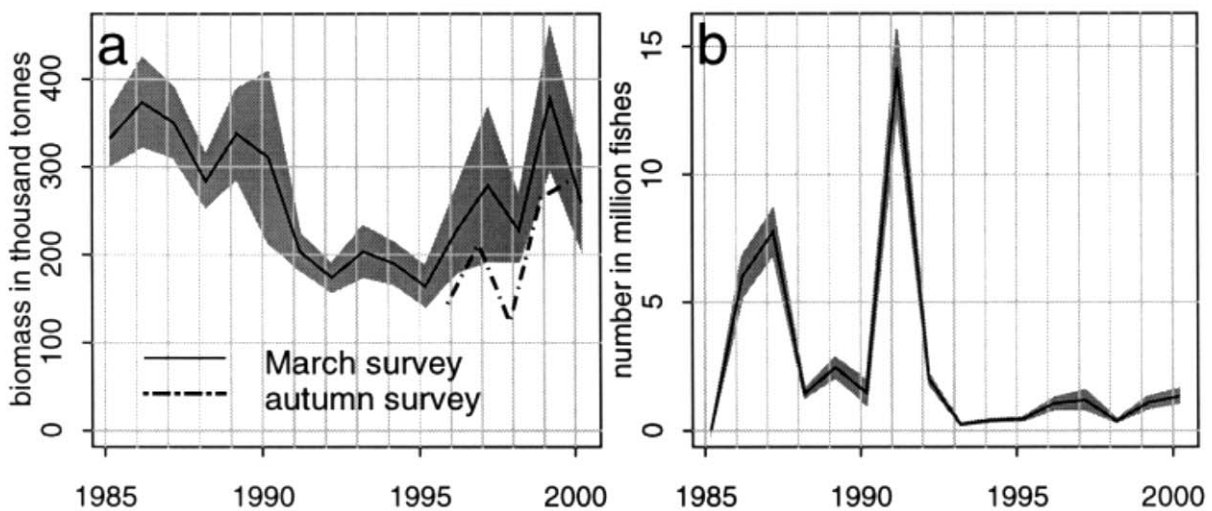 a
biomass in thousand tonnes
400
300
200
100
0
March survey
autumn survey
1985 1990 1995 2000
b
number in million fishes
15
10
5
0
1985 1990 1995 2000